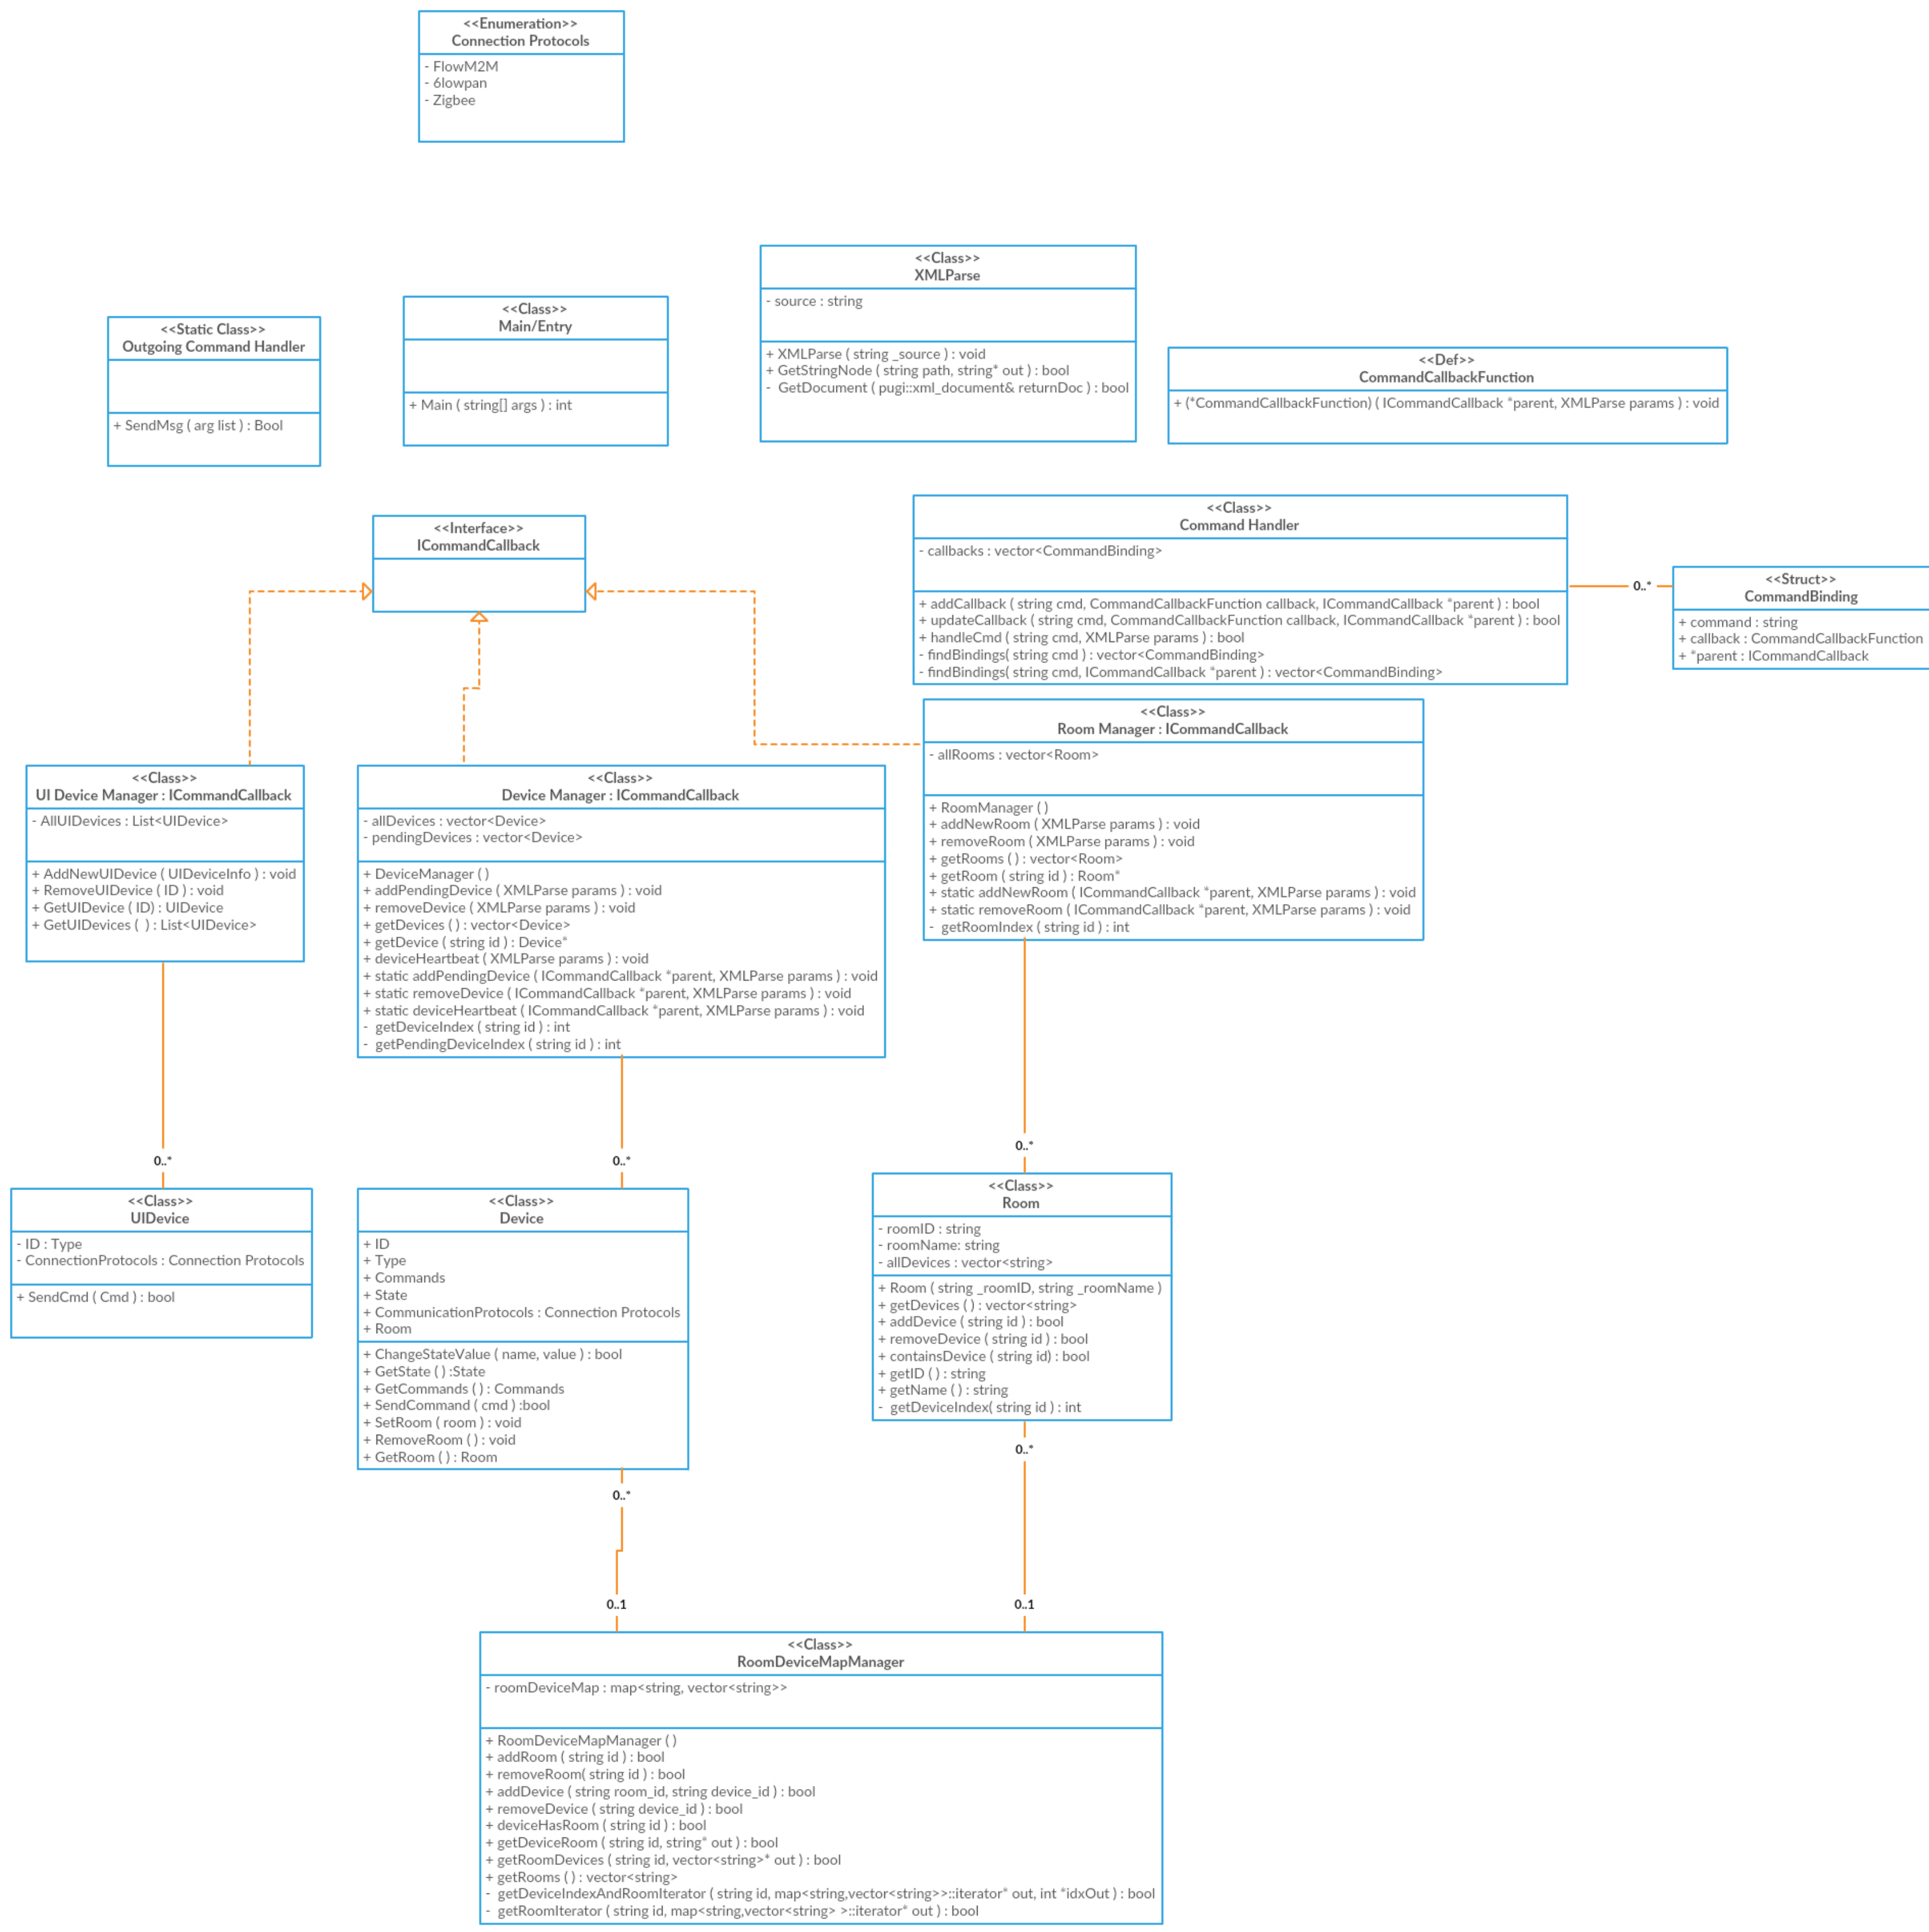 <<Enumeration>>
Connection Protocols
- FlowM2M
- 6lowpan
- Zigbee
<<Static Class>>
Outgoing Command Handler
+ SendMsg ( arg list ) : Bool
<<Class>>
Main/Entry
+ Main ( string[] args ) : int
<<Class>>
XMLParse
- source : string
+ XMLParse ( string _source ) : void
+ GetStringNode ( string path, string* out ) : bool
- GetDocument ( pugi::xml_document& returnDoc ) : bool
<<Def>>
CommandCallbackFunction
+ (*CommandCallbackFunction) ( ICommandCallback *parent, XMLParse params ) : void
<<Interface>>
ICommandCallback
<<Class>>
Command Handler
- callbacks : vector<CommandBinding>
+ addCallback ( string cmd, CommandCallbackFunction callback, ICommandCallback *parent ) : bool
+ updateCallback ( string cmd, CommandCallbackFunction callback, ICommandCallback *parent ) : bool
+ handleCmd ( string cmd, XMLParse params ) : bool
- findBindings( string cmd ) : vector<CommandBinding>
- findBindings( string cmd, ICommandCallback *parent ) : vector<CommandBinding>
0..*
<<Struct>>
CommandBinding
+ command : string
+ callback : CommandCallbackFunction
+ *parent : ICommandCallback
<<Class>>
UI Device Manager : ICommandCallback
- AllUIDevices : List<UIDevice>
+ AddNewUIDevice ( UIDeviceInfo ) : void
+ RemoveUIDevice ( ID ) : void
+ GetUIDevice ( ID) : UIDevice
+ GetUIDevices ( ) : List<UIDevice>
<<Class>>
Device Manager : ICommandCallback
- allDevices : vector<Device>
- pendingDevices : vector<Device>
+ DeviceManager ( )
+ addPendingDevice ( XMLParse params ) : void
+ removeDevice ( XMLParse params ) : void
+ getDevices ( ) : vector<Device>
+ getDevice ( string id ) : Device*
+ deviceHeartbeat ( XMLParse params ) : void
+ static addPendingDevice ( ICommandCallback *parent, XMLParse params ) : void
+ static removeDevice ( ICommandCallback *parent, XMLParse params ) : void
+ static deviceHeartbeat ( ICommandCallback *parent, XMLParse params ) : void
- getDeviceIndex ( string id ) : int
- getPendingDeviceIndex ( string id ) : int
<<Class>>
Room Manager : ICommandCallback
- allRooms : vector<Room>
+ RoomManager ( )
+ addNewRoom ( XMLParse params ) : void
+ removeRoom ( XMLParse params ) : void
+ getRooms ( ) : vector<Room>
+ getRoom ( string id ) : Room*
+ static addNewRoom ( ICommandCallback *parent, XMLParse params ) : void
+ static removeRoom ( ICommandCallback *parent, XMLParse params ) : void
- getRoomIndex ( string id ) : int
0..*
0..*
0..*
<<Class>>
UIDevice
- ID : Type
- ConnectionProtocols : Connection Protocols
+ SendCmd ( Cmd ) : bool
<<Class>>
Device
+ ID
+ Type
+ Commands
+ State
+ CommunicationProtocols : Connection Protocols
+ Room
+ ChangeStateValue ( name, value ) : bool
+ GetState ( ) :State
+ GetCommands ( ) : Commands
+ SendCommand ( cmd ) :bool
+ SetRoom ( room ) : void
+ RemoveRoom ( ) : void
+ GetRoom ( ) : Room
<<Class>>
Room
- roomID : string
- roomName: string
- allDevices : vector<string>
+ Room ( string _roomID, string _roomName )
+ getDevices ( ) : vector<string>
+ addDevice ( string id ) : bool
+ removeDevice ( string id ) : bool
+ containsDevice ( string id) : bool
+ getID ( ) : string
+ getName ( ) : string
- getDeviceIndex( string id ) : int
0..*
0..*
0..1
0..1
<<Class>>
RoomDeviceMapManager
- roomDeviceMap : map<string, vector<string>>
+ RoomDeviceMapManager ( )
+ addRoom ( string id ) : bool
+ removeRoom( string id ) : bool
+ addDevice ( string room_id, string device_id ) : bool
+ removeDevice ( string device_id ) : bool
+ deviceHasRoom ( string id ) : bool
+ getDeviceRoom ( string id, string* out ) : bool
+ getRoomDevices ( string id, vector<string>* out ) : bool
+ getRooms ( ) : vector<string>
- getDeviceIndexAndRoomIterator ( string id, map<string,vector<string>>::iterator* out, int *idxOut ) : bool
- getRoomIterator ( string id, map<string,vector<string> >::iterator* out ) : bool